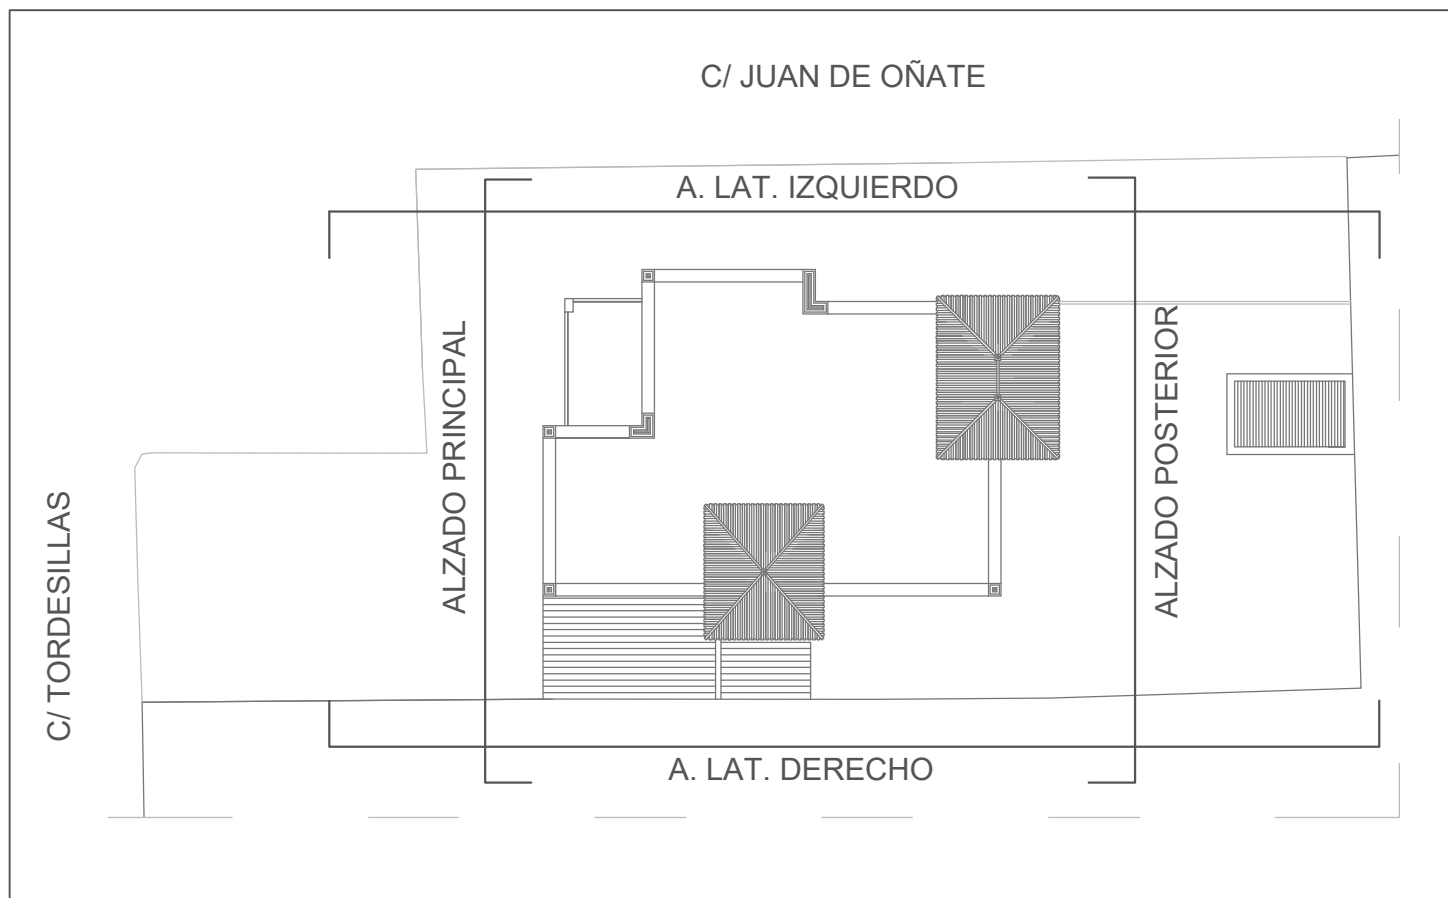 C/ JUAN DE OÑATE
A. LAT. IZQUIERDO
ALZADO PRINCIPAL
ALZADO POSTERIOR
C/ TORDESILLAS
A. LAT. DERECHO